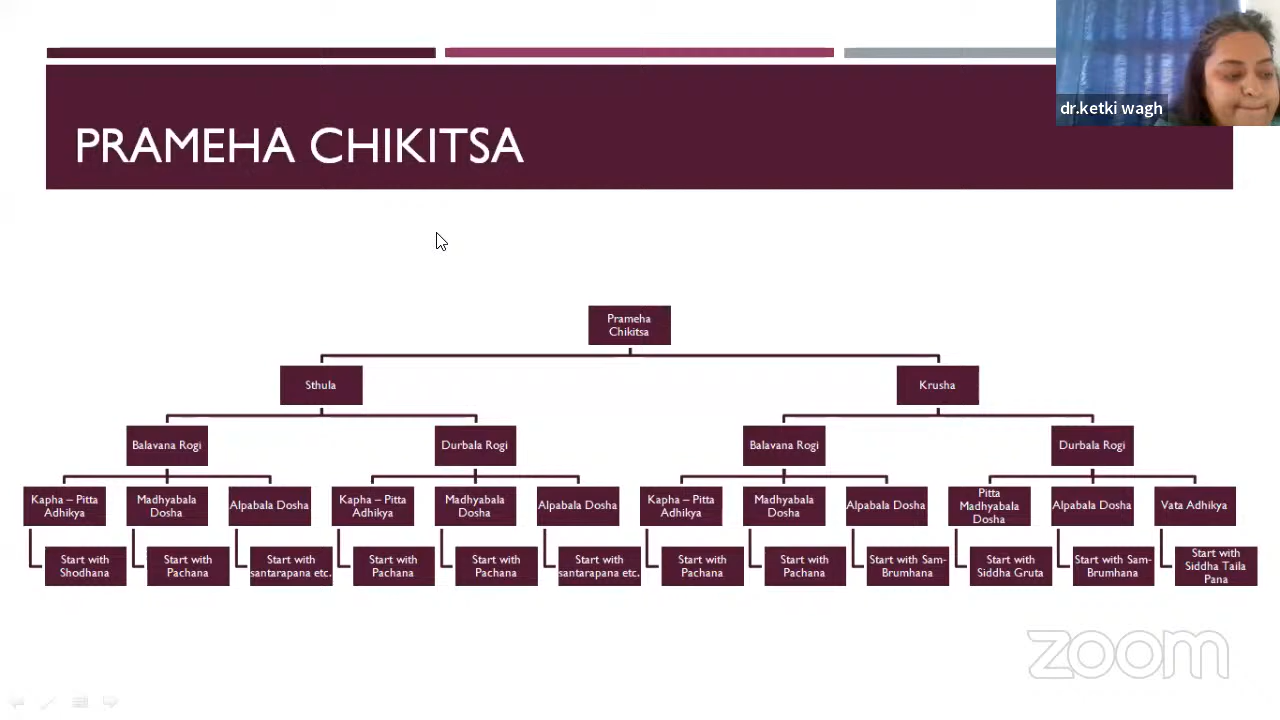 dr.ketki wagh
PRAMEHA CHIKITSA
Prameha
Chikitsa
Sthula
Krusha
Balavana Rogi
Durbala Rogi
Balavana Rogi
Durbala Rogi
Kapha – Pitta
Adhikya
Madhyabala
Dosha
Alpabala Dosha
Kapha – Pitta
Adhikya
Madhyabala
Dosha
Alpabala Dosha
Kapha – Pitta
Adhikya
Madhyabala
Dosha
Alpabala Dosha
Pitta
Madhyabala
Dosha
Alpabala Dosha
Vata Adhikya
Start with
Shodhana
Start with
Pachana
Start with
santarapana etc.
Start with
Pachana
Start with
Pachana
Start with
santarapana etc.
Start with
Pachana
Start with
Pachana
Start with Sam-
Brumhana
Start with
Siddha Gruta
Start with Sam-
Brumhana
Start with
Siddha Taila
Pana
zoom